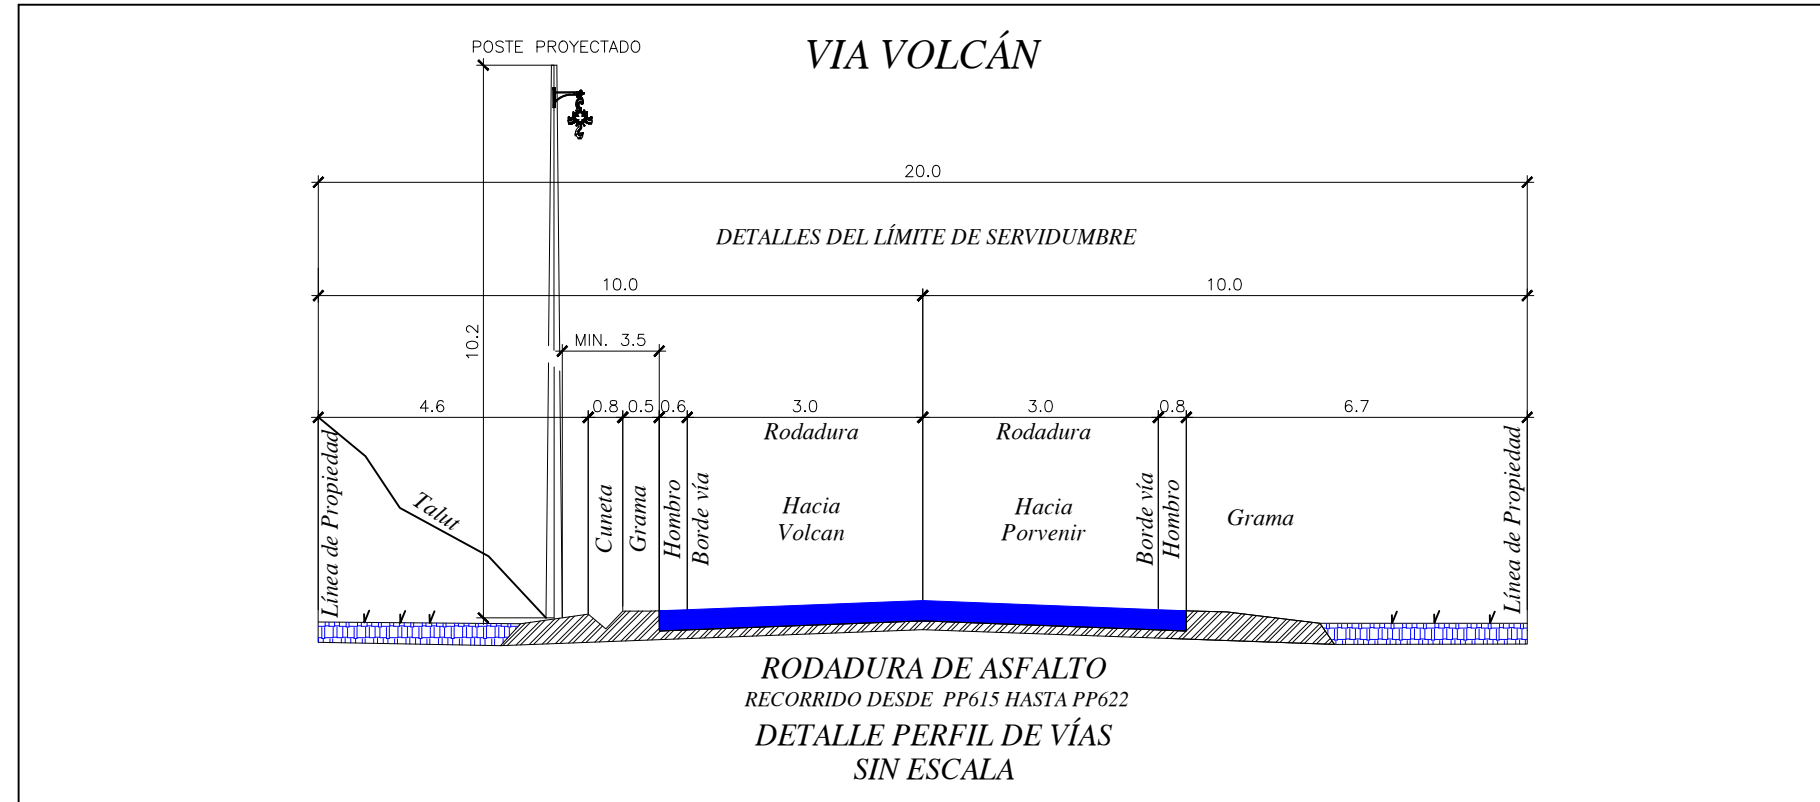 POSTE PROYECTADO
VIA VOLCÁN
20.0
DETALLES DEL LÍMITE DE SERVIDUMBRE
10.0
10.0
10.2
MIN. 3.5
4.6
0.8
0.5
0.6
3.0
3.0
0.8
6.7
Rodadura
Rodadura
Línea de Propiedad
Talut
Cuneta
Grama
Hombro
Borde vía
Hacia
Volcan
Hacia
Porvenir
Borde vía
Hombro
Grama
Línea de Propiedad
RODADURA DE ASFALTO
RECORRIDO DESDE PP615 HASTA PP622
DETALLE PERFIL DE VÍAS
SIN ESCALA